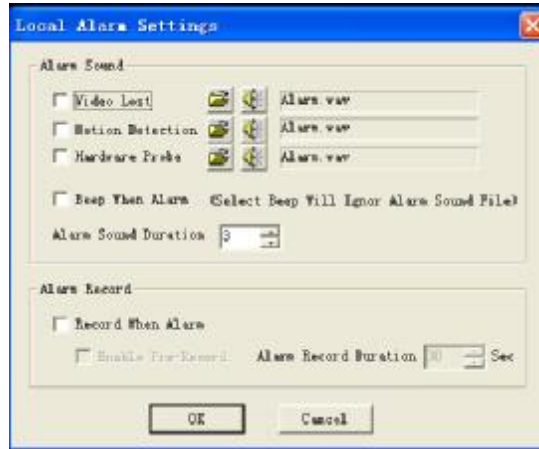 Local Alarm Settings
Alarm Sound
Video Lost Alarm.wav
Motion Detection Alarm.wav
Hardware Probe Alarm.wav
Beep When Alarm (Select Beep Will Ignor Alarm Sound File)
Alarm Sound Duration 3
Alarm Record
Record When Alarm
Enable Pre-Record Alarm Record Duration 30 Sec
OK Cancel